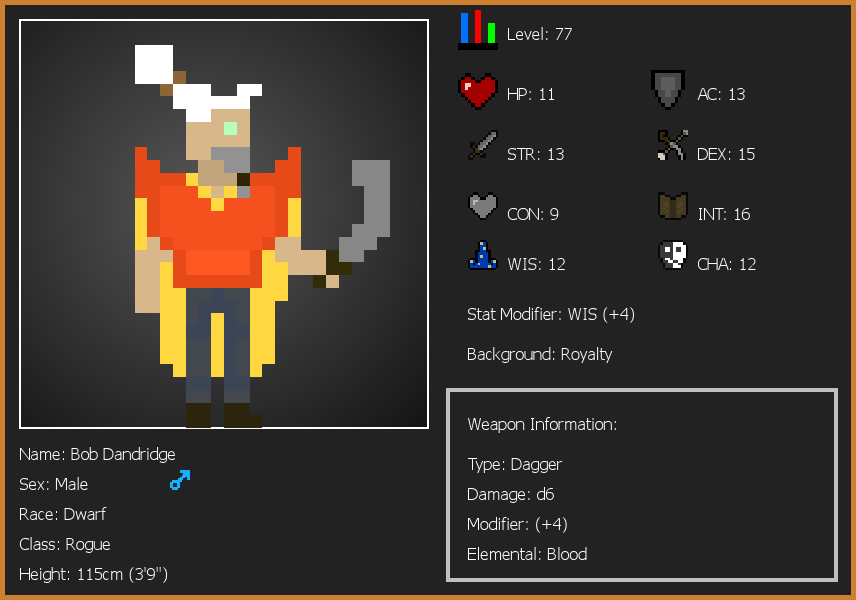 Level: 77
HP: 11
AC: 13
STR: 13
DEX: 15
CON: 9
INT: 16
WIS: 12
CHA: 12
Stat Modifier: WIS (+4)
Background: Royalty
Weapon Information:
Type: Dagger
Damage: d6
Modifier: (+4)
Elemental: Blood
Name: Bob Dandridge
Sex: Male
Race: Dwarf
Class: Rogue
Height: 115cm (3'9")